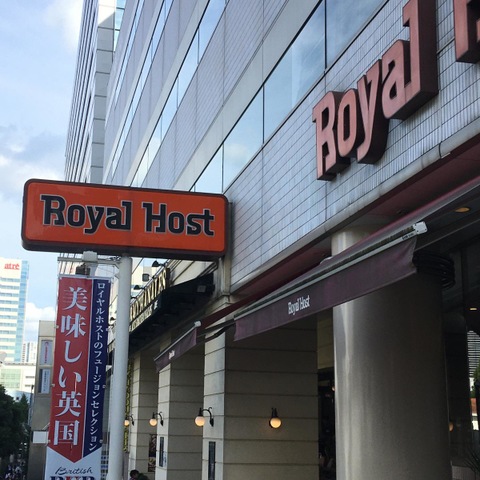 Royal Host
Royal
Royal Host
ロイヤルホストのフュージョンセレクション
美味しい英国
British
PUB
atré